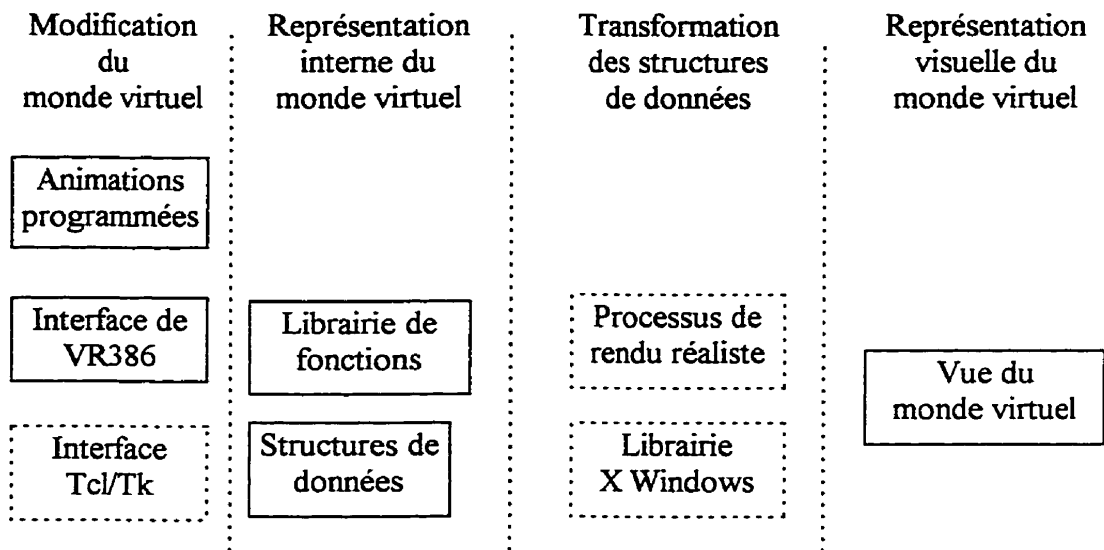 Modification
du
monde virtuel
Représentation
interne du
monde virtuel
Transformation
des structures
de données
Représentation
visuelle du
monde virtuel
Animations
programmées
Interface de
VR386
Librairie de
fonctions
Processus de
rendu réaliste
Vue du
monde virtuel
Interface
Tcl/Tk
Structures de
données
Librairie
X Windows